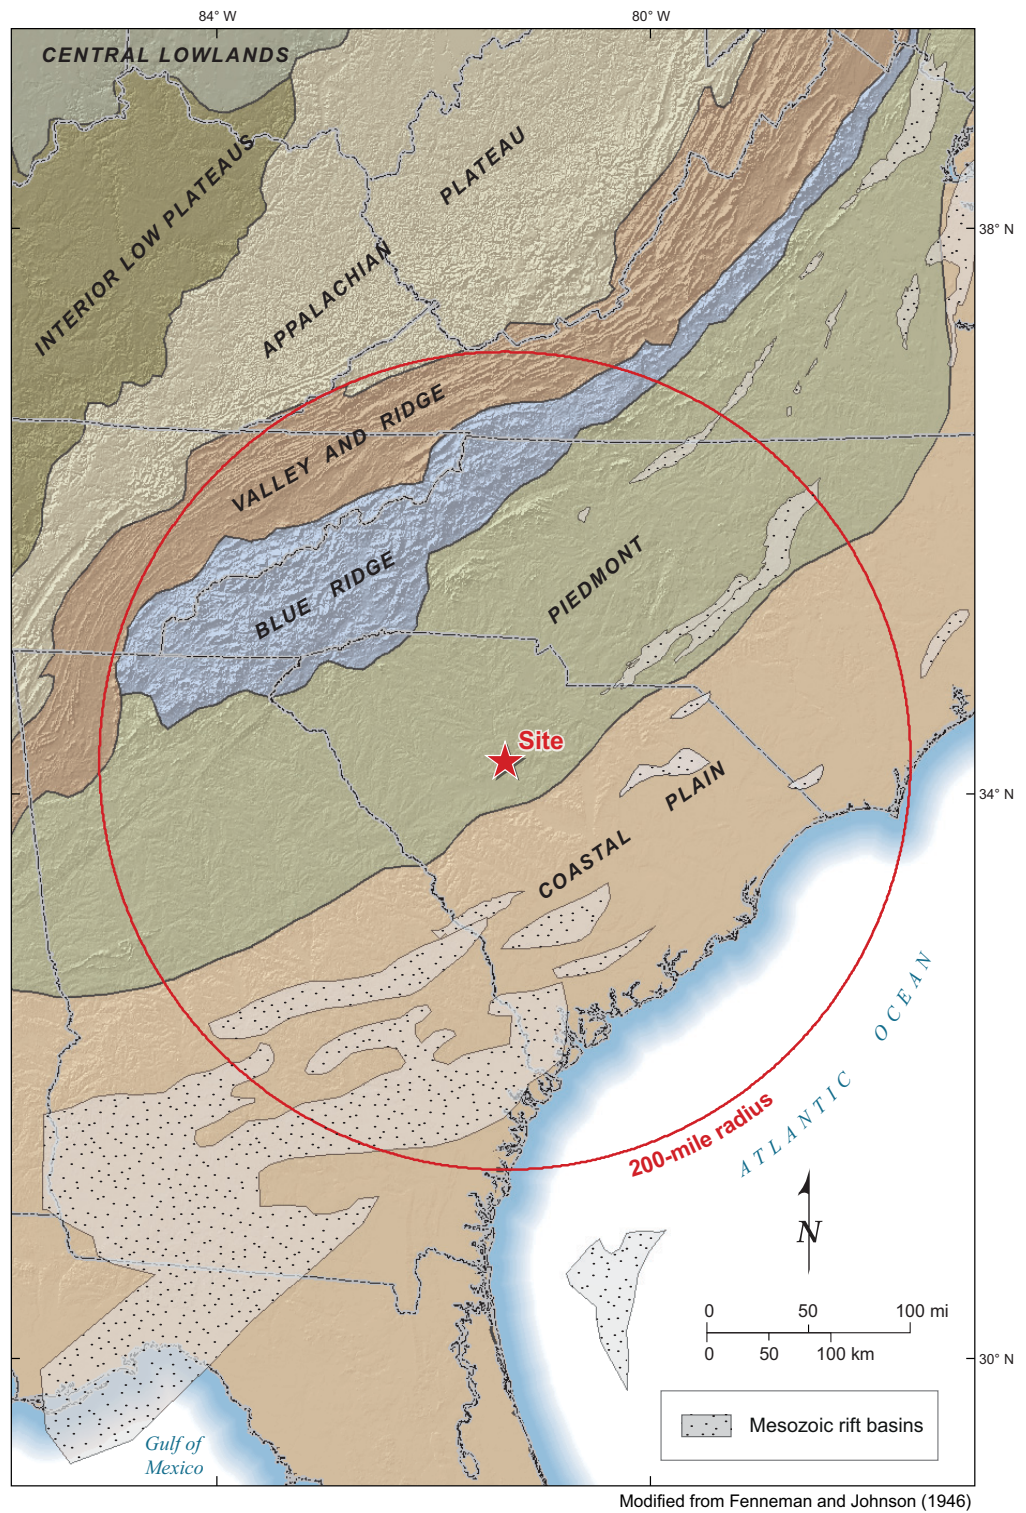 84° W
80° W
CENTRAL LOWLANDS
INTERIOR LOW PLATEAUS
APPALACHIAN
PLATEAU
38° N
VALLEY AND RIDGE
BLUE RIDGE
PIEDMONT
Site
34° N
COASTAL
PLAIN
ATLANTIC OCEAN
200-mile radius
N
0 50 100 mi
0 50 100 km
30° N
Mesozoic rift basins
Gulf of
Mexico
Modified from Fenneman and Johnson (1946)